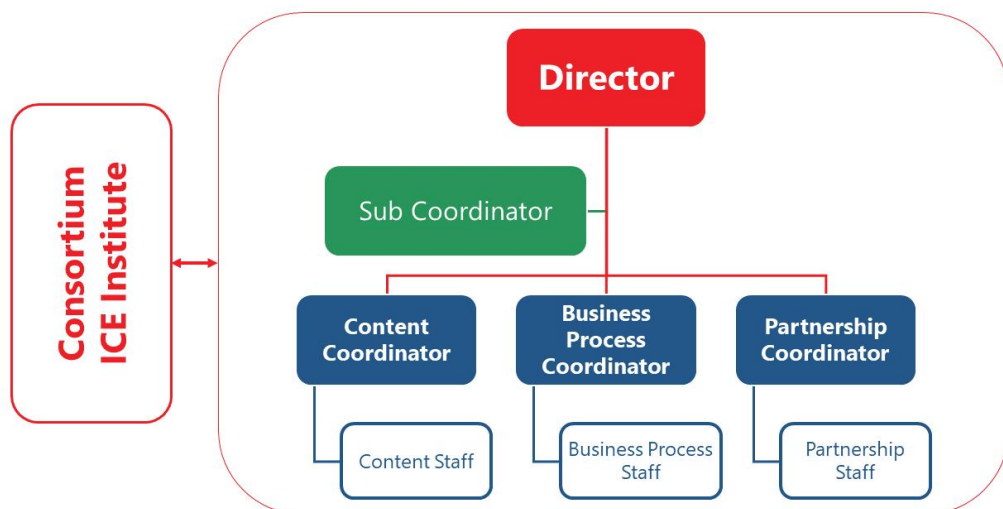 Consortium
ICE Institute
Director
Sub Coordinator
Content
Coordinator
Business
Process
Coordinator
Partnership
Coordinator
Content Staff
Business Process
Staff
Partnership
Staff